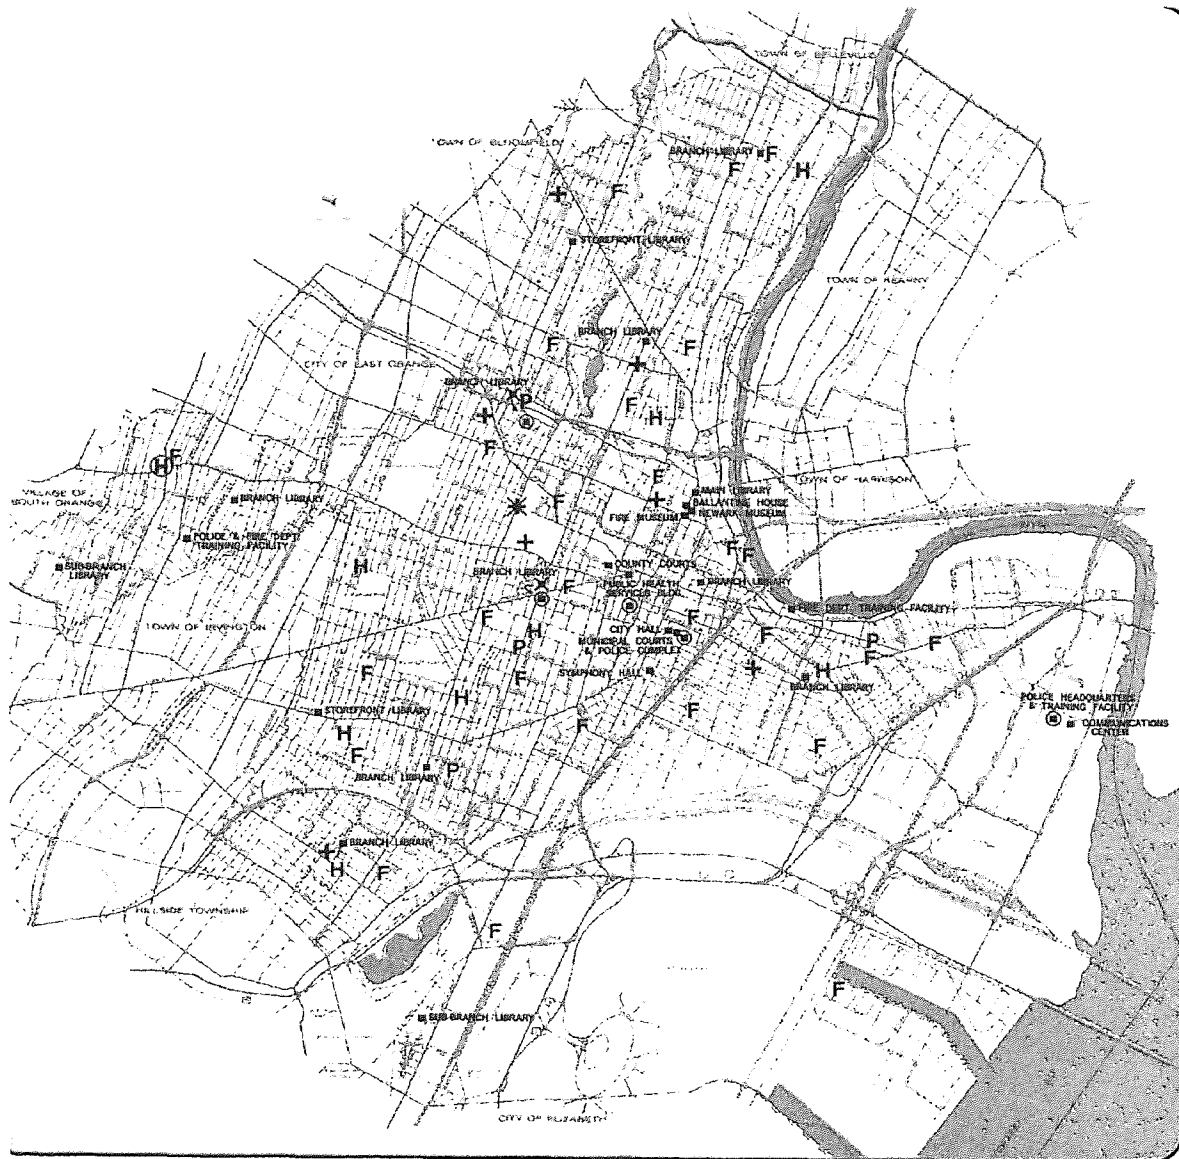 TOWN OF BELLEVILLE
TOWN OF BLOOMFIELD
BRANCH LIBRARY
F
F
H
F
STOREFRONT LIBRARY
TOWN OF KEARNY
BRANCH LIBRARY
F
F
CITY OF EAST ORANGE
BRANCH LIBRARY
P
F
H
F
F
H
VILLAGE OF
SOUTH ORANGE
BRANCH LIBRARY
F
F
TOWN OF HARRISON
MAIN LIBRARY
BALLANTINE HOUSE
NEWARK MUSEUM
FIRE MUSEUM
POLICE & FIRE DEPT.
TRAINING FACILITY
F
F
SUB-BRANCH
LIBRARY
H
BRANCH LIBRARY
F
COUNTY COURTS
PUBLIC HEALTH
SERVICES BLDG.
BRANCH LIBRARY
FIRE DEPT. TRAINING FACILITY
TOWN OF IRVINGTON
F
H
P
F
CITY HALL
MUNICIPAL COURTS
& POLICE COMPLEX
F
P
F
F
SYMPHONY HALL
H
BRANCH LIBRARY
F
F
H
POLICE HEADQUARTERS
& TRAINING FACILITY
COMMUNICATIONS
CENTER
STOREFRONT LIBRARY
F
F
H
F
F
BRANCH LIBRARY
P
BRANCH LIBRARY
H
F
HILLSIDE TOWNSHIP
F
F
SUB-BRANCH LIBRARY
CITY OF ELIZABETH